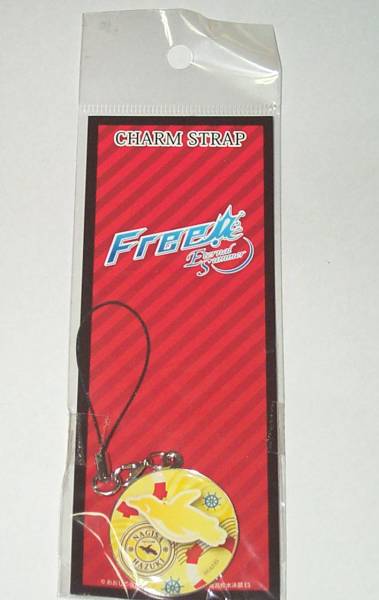 CHARM STRAP
Free!
Eternal
Summer
NAGISA
HAZUKI